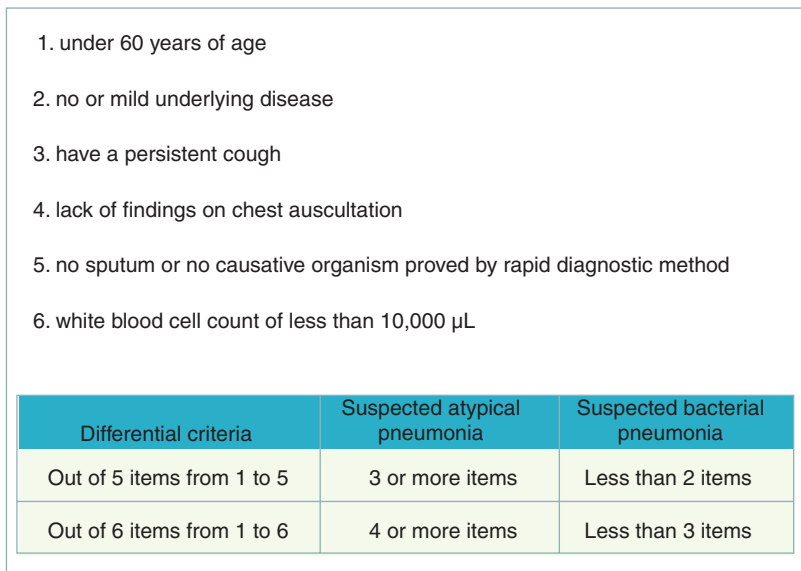 1. under 60 years of age
2. no or mild underlying disease
3. have a persistent cough
4. lack of findings on chest auscultation
5. no sputum or no causative organism proved by rapid diagnostic method
6. white blood cell count of less than 10,000 μL
Differential criteria
Suspected atypical
pneumonia
Suspected bacterial
pneumonia
Out of 5 items from 1 to 5
3 or more items
Less than 2 items
Out of 6 items from 1 to 6
4 or more items
Less than 3 items